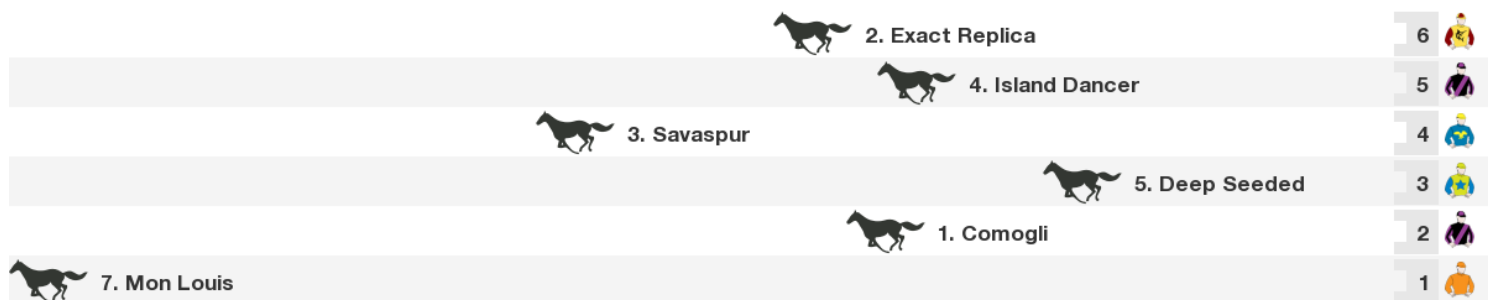 2. Exact Replica 6
4. Island Dancer 5
3. Savaspur 4
5. Deep Seeded 3
1. Comogli 2
7. Mon Louis 1